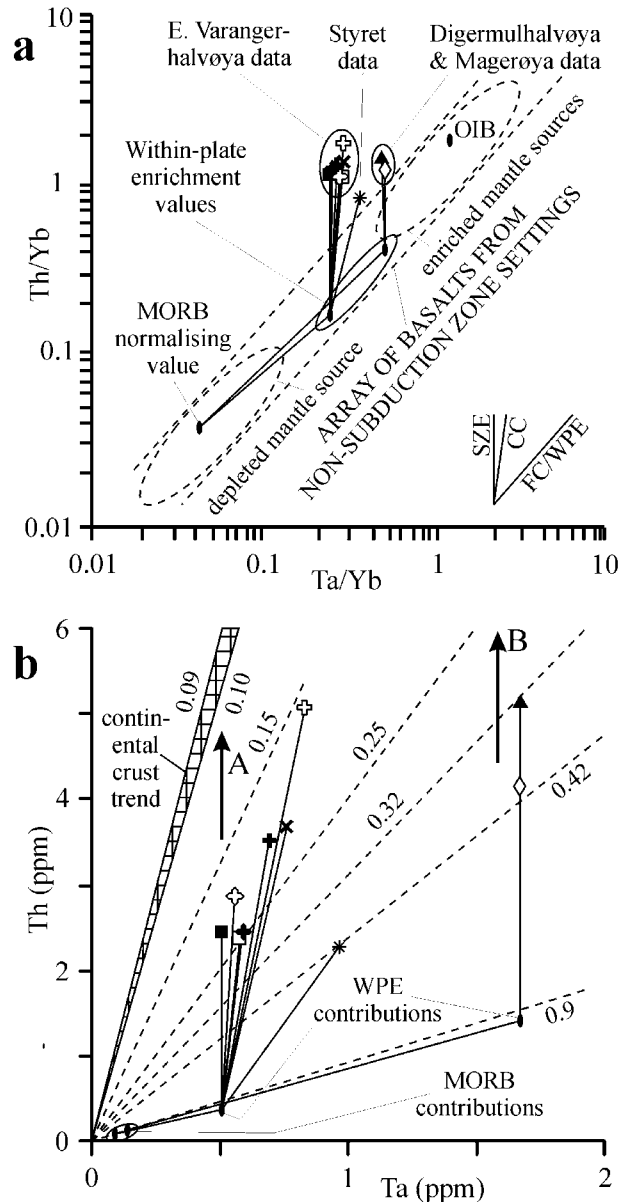 a
10
1
0.1
0.01
Th/Yb
E. Varanger-
halvøya data
Styret
data
Digermulhalvøya
& Magerøya data
OIB
Within-plate
enrichment
values
MORB
normalising
value
enriched mantle sources
depleted mantle source
ARRAY OF BASALTS FROM
NON-SUBDUCTION ZONE SETTINGS
SZE
CC
FC/WPE
0.01
0.1
1
10
Ta/Yb
b
6
4
2
0
Th (ppm)
contin-
ental
crust
trend
0.09
0.10
0.15
0.25
0.32
0.42
0.9
A
B
WPE
contributions
MORB
contributions
0
1
2
Ta (ppm)